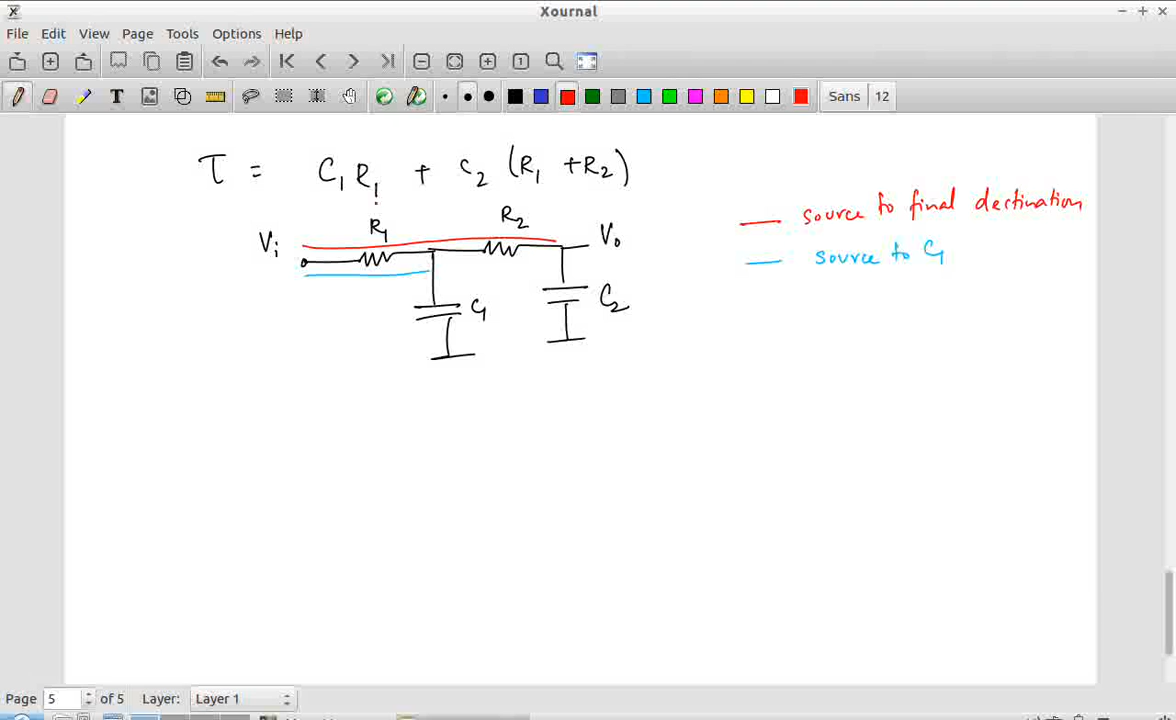 Xournal
File Edit View Page Tools Options Help
Sans 12
τ = C₁R₁ + C₂ (R₁ + R₂)
R₁ R₂
Vi Vo
C₁ C₂
source to final destination
source to C₁
Page 5 of 5 Layer: Layer 1